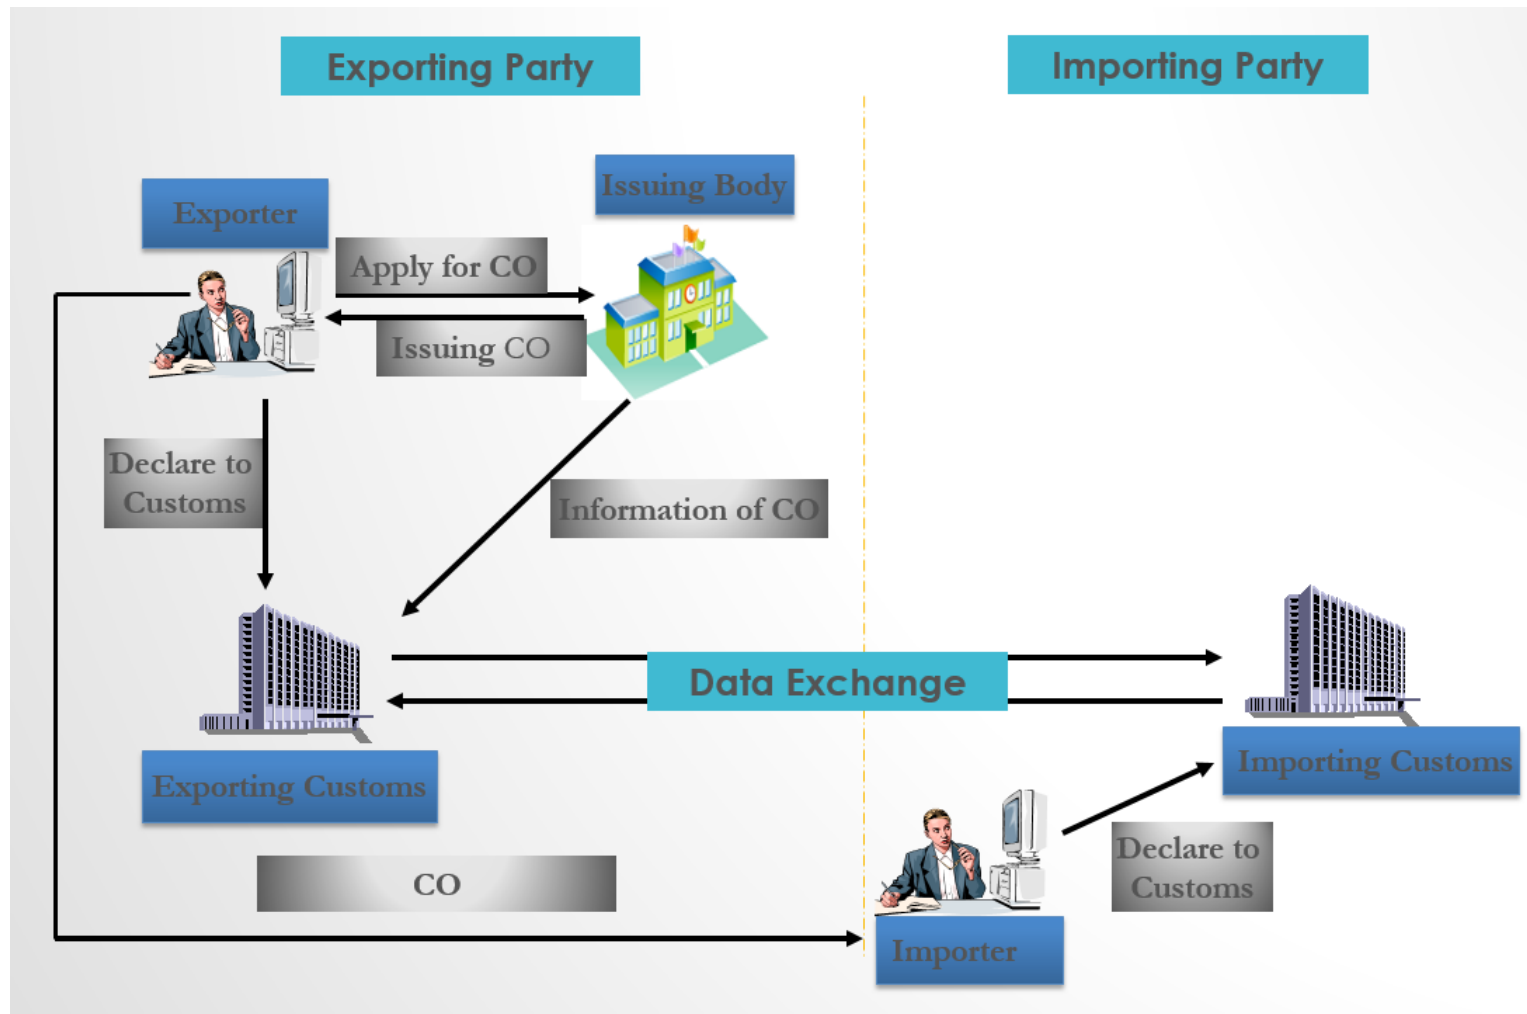 Exporting Party
Importing Party
Issuing Body
Exporter
Apply for CO
Issuing CO
Declare to
Customs
Information of CO
Data Exchange
Exporting Customs
Importing Customs
Declare to
Customs
CO
Importer